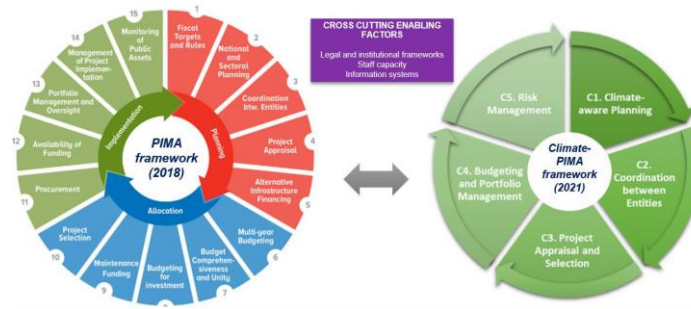 CROSS CUTTING ENABLING
FACTORS
Legal and institutional frameworks
Staff capacity
Information systems
PIMA
framework
(2018)
Planning
Allocation
Implementation
1
Fiscal
Targets
and Rules
2
National and
Sectoral
Planning
3
Coordination
btw. Entities
4
Project
Appraisal
5
Alternative
Infrastructure
Financing
6
Multi-year
Budgeting
7
Budget
Comprehen-
siveness and
Unity
8
Budgeting
for
investment
9
Maintenance
Funding
10
Project
Selection
11
Procurement
12
Availability of
Funding
13
Portfolio
Management and
Oversight
14
Management
of Project
Implemen-
tation
15
Monitoring
of
Public
Assets
Climate-
PIMA
framework
(2021)
C1. Climate-
aware Planning
C2.
Coordination
between
Entities
C3. Project
Appraisal and
Selection
C4. Budgeting
and Portfolio
Management
C5. Risk
Management